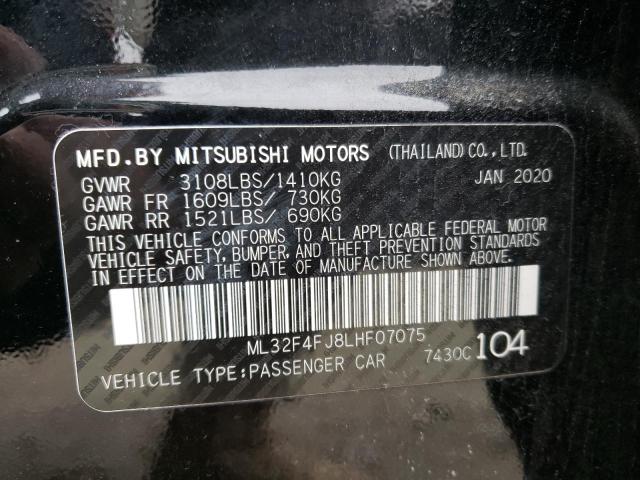 MFD.BY MITSUBISHI MOTORS (THAILAND)CO.,LTD.
GVWR 3108LBS/1410KG JAN 2020
GAWR FR 1609LBS/ 730KG
GAWR RR 1521LBS/ 690KG
THIS VEHICLE CONFORMS TO ALL APPLICABLE FEDERAL MOTOR
VEHICLE SAFETY, BUMPER, AND THEFT PREVENTION STANDARDS
IN EFFECT ON THE DATE OF MANUFACTURE SHOWN ABOVE.
ML32F4FJ8LHF07075
VEHICLE TYPE:PASSENGER CAR 7430C 104